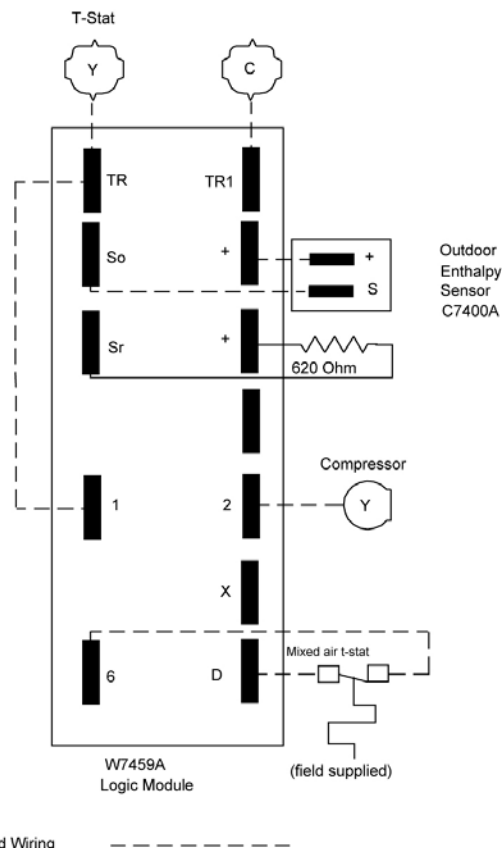 T-Stat
Y
C
TR
TR1
So
+
+
Outdoor
Enthalpy
S
Sensor
C7400A
Sr
+
620 Ohm
Compressor
1
2
Y
X
Mixed air t-stat
6
D
(field supplied)
W7459A
Logic Module
Wiring